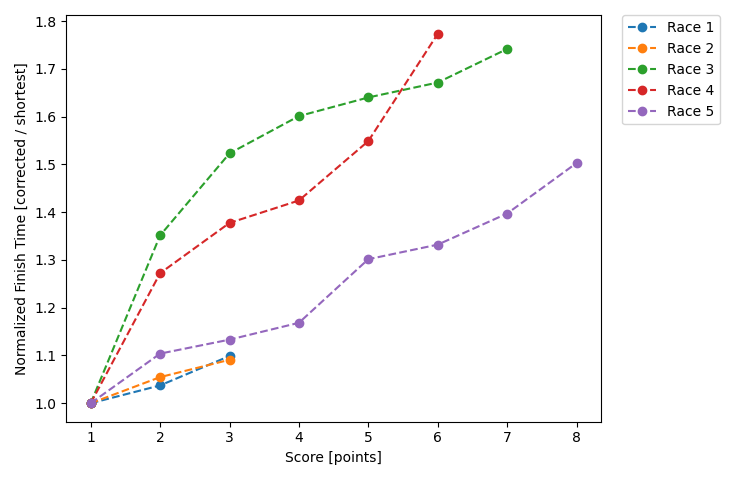 Normalized Finish Time [corrected / shortest]
1.8
1.7
1.6
1.5
1.4
1.3
1.2
1.1
1.0
1 2 3 4 5 6 7 8
Score [points]
Race 1
Race 2
Race 3
Race 4
Race 5